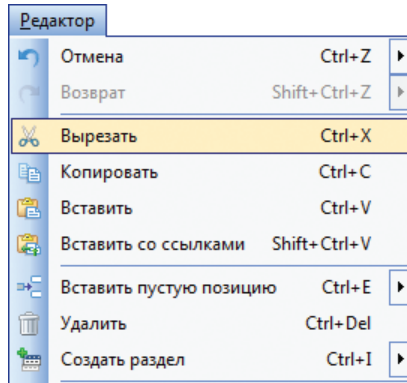 Редактор
Отмена Ctrl+Z
Возврат Shift+Ctrl+Z
Вырезать Ctrl+X
Копировать Ctrl+C
Вставить Ctrl+V
Вставить со ссылками Shift+Ctrl+V
Вставить пустую позицию Ctrl+E
Удалить Ctrl+Del
Создать раздел Ctrl+I